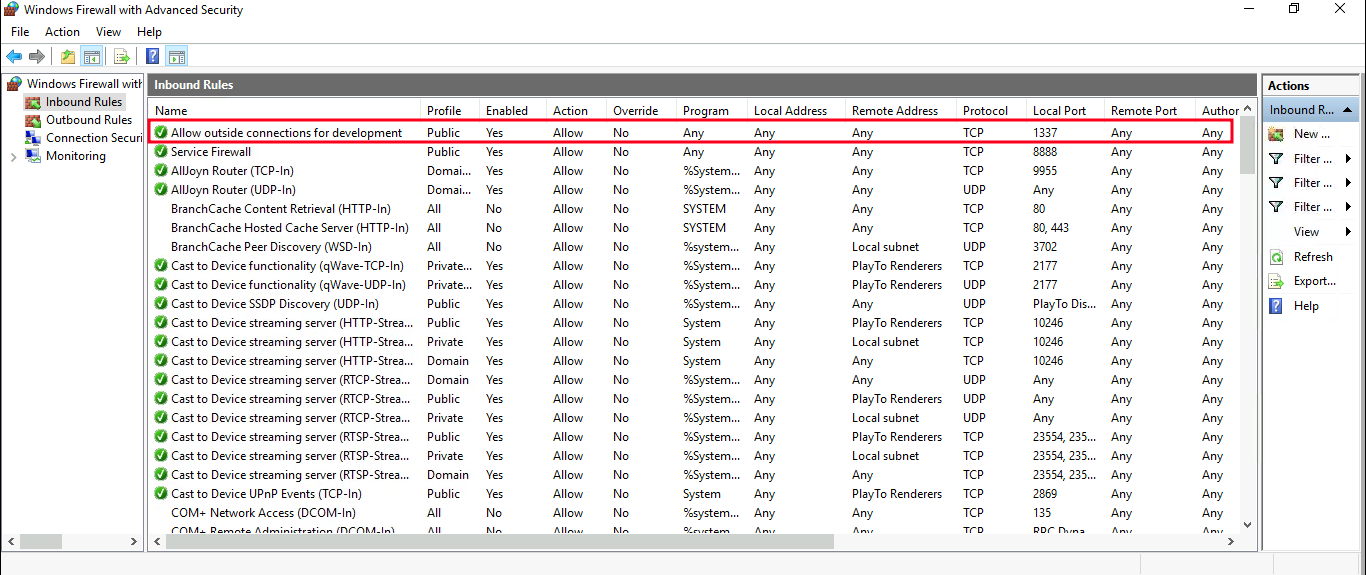 Windows Firewall with Advanced Security
File Action View Help
Windows Firewall with
Inbound Rules
Outbound Rules
Connection Securi
Monitoring
Inbound Rules
Name Profile Enabled Action Override Program Local Address Remote Address Protocol Local Port Remote Port Author
Allow outside connections for development Public Yes Allow No Any Any Any TCP 1337 Any Any
Service Firewall Public Yes Allow No Any Any Any TCP 8888 Any Any
AllJoyn Router (TCP-In) Domai... Yes Allow No %System... Any Any TCP 9955 Any Any
AllJoyn Router (UDP-In) Domai... Yes Allow No %System... Any Any UDP Any Any Any
BranchCache Content Retrieval (HTTP-In) All No Allow No SYSTEM Any Any TCP 80 Any Any
BranchCache Hosted Cache Server (HTTP-In) All No Allow No SYSTEM Any Any TCP 80, 443 Any Any
BranchCache Peer Discovery (WSD-In) All No Allow No %system... Any Local subnet UDP 3702 Any Any
Cast to Device functionality (qWave-TCP-In) Private... Yes Allow No %System... Any PlayTo Renderers TCP 2177 Any Any
Cast to Device functionality (qWave-UDP-In) Private... Yes Allow No %System... Any PlayTo Renderers UDP 2177 Any Any
Cast to Device SSDP Discovery (UDP-In) Public Yes Allow No %System... Any Any UDP PlayTo Dis... Any Any
Cast to Device streaming server (HTTP-Strea... Public Yes Allow No System Any PlayTo Renderers TCP 10246 Any Any
Cast to Device streaming server (HTTP-Strea... Private Yes Allow No System Any Local subnet TCP 10246 Any Any
Cast to Device streaming server (HTTP-Strea... Domain Yes Allow No System Any Any TCP 10246 Any Any
Cast to Device streaming server (RTCP-Strea... Domain Yes Allow No %System... Any Any UDP Any Any Any
Cast to Device streaming server (RTCP-Strea... Public Yes Allow No %System... Any PlayTo Renderers UDP Any Any Any
Cast to Device streaming server (RTCP-Strea... Private Yes Allow No %System... Any Local subnet UDP Any Any Any
Cast to Device streaming server (RTSP-Strea... Public Yes Allow No %System... Any PlayTo Renderers TCP 23554, 235... Any Any
Cast to Device streaming server (RTSP-Strea... Private Yes Allow No %System... Any Local subnet TCP 23554, 235... Any Any
Cast to Device streaming server (RTSP-Strea... Domain Yes Allow No %System... Any Any TCP 23554, 235... Any Any
Cast to Device UPnP Events (TCP-In) Public Yes Allow No System Any PlayTo Renderers TCP 2869 Any Any
COM+ Network Access (DCOM-In) All No Allow No %system... Any Any TCP 135 Any Any
COM+ Remote Administration (DCOM-In) All No Allow No %system... Any Any TCP RPC Dyna... Any Any
Actions
Inbound R...
New ...
Filter ...
Filter ...
Filter ...
View
Refresh
Export...
Help